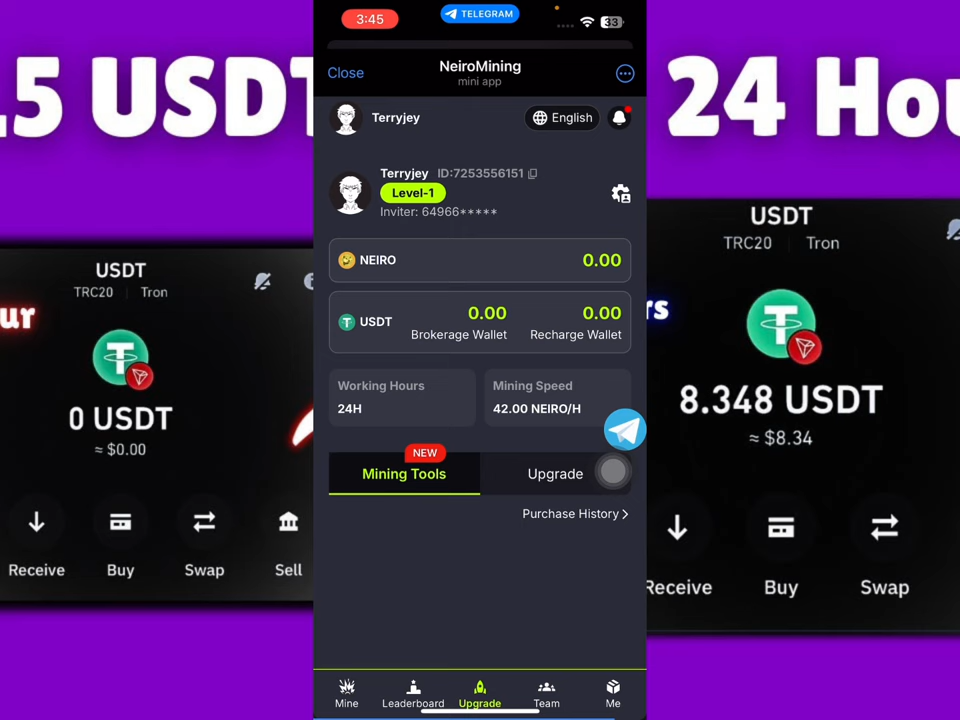 15 USDT
24 Hou
3:45
TELEGRAM
33
Close
NeiroMining
mini app
Terryjey
English
Terryjey ID:7253556151
Level-1
Inviter: 64966*****
NEIRO 0.00
USDT
0.00
Brokerage Wallet
0.00
Recharge Wallet
Working Hours
24H
Mining Speed
42.00 NEIRO/H
NEW
Mining Tools
Upgrade
Purchase History
Mine
Leaderboard
Upgrade
Team
Me
USDT
TRC20 | Tron
ur
0 USDT
≈ $0.00
Receive
Buy
Swap
Sell
USDT
TRC20 | Tron
rs
8.348 USDT
≈ $8.34
Receive
Buy
Swap